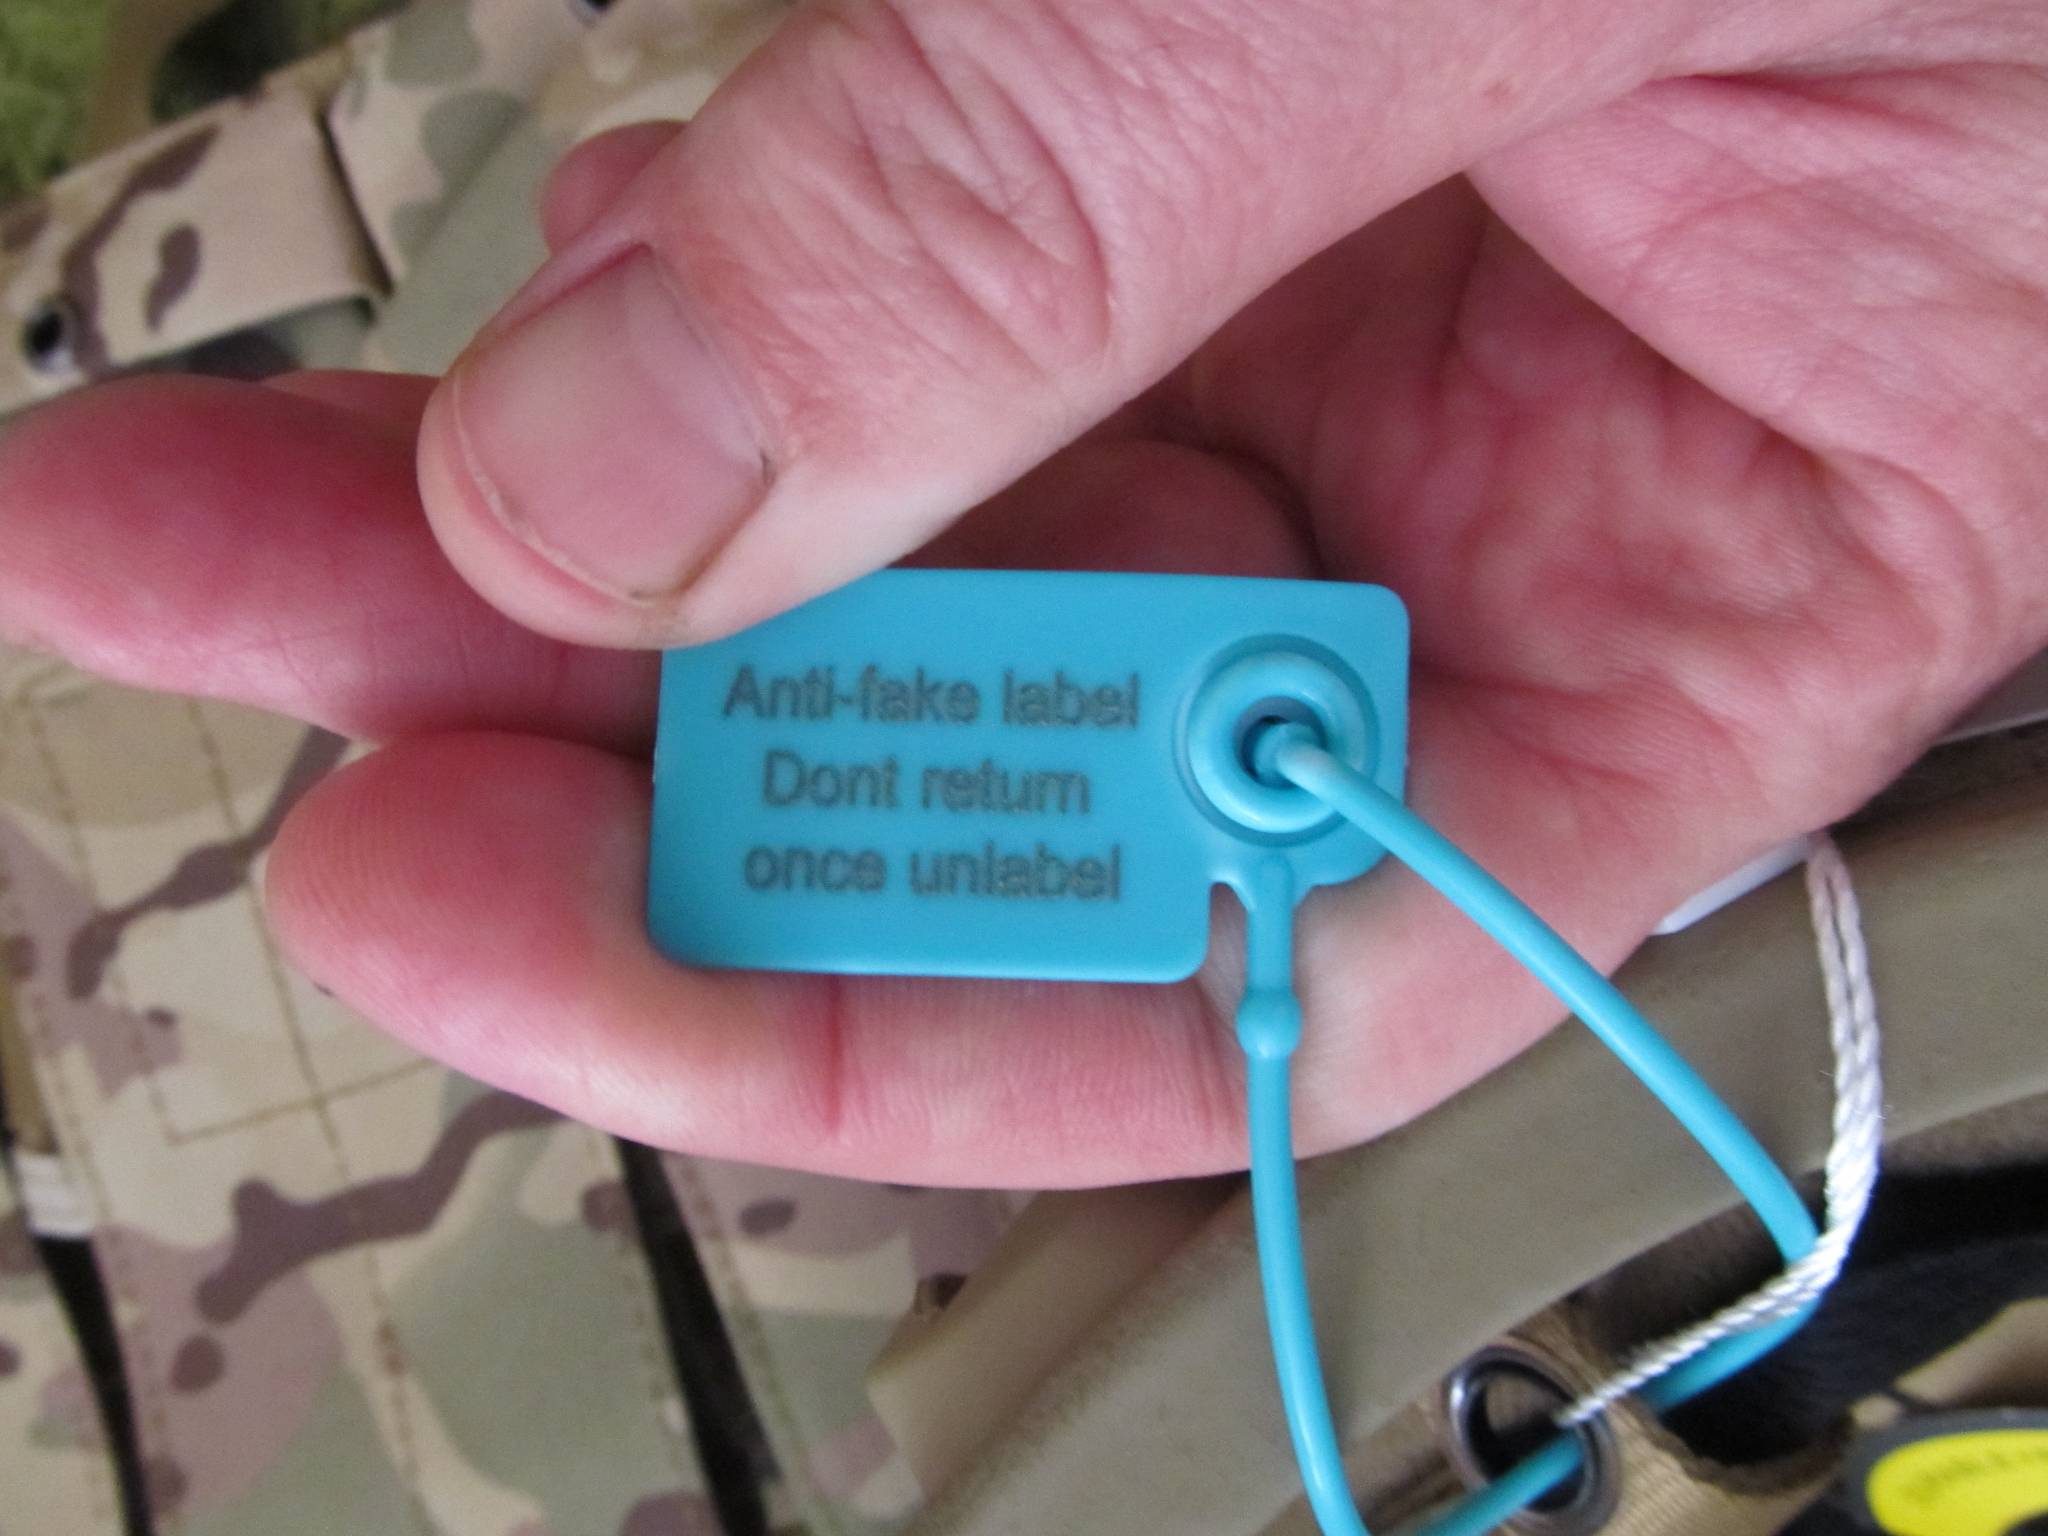 Anti-fake label
Dont return
once unlabel